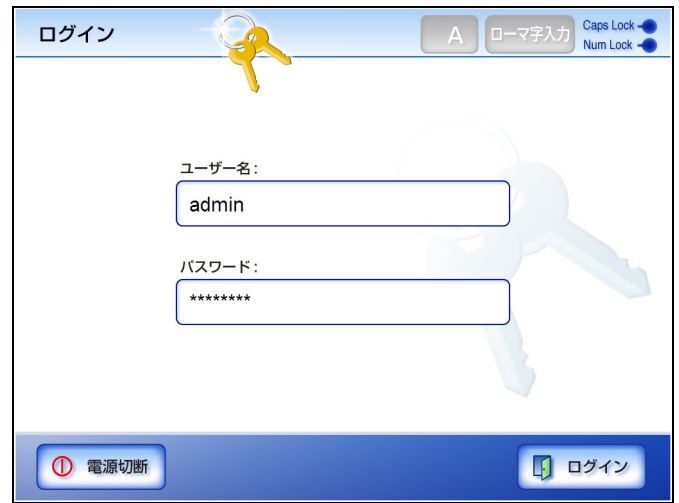 ログイン
A
ローマ字入力
Caps Lock
Num Lock
ユーザー名:
admin
パスワード:
********
電源切断
ログイン